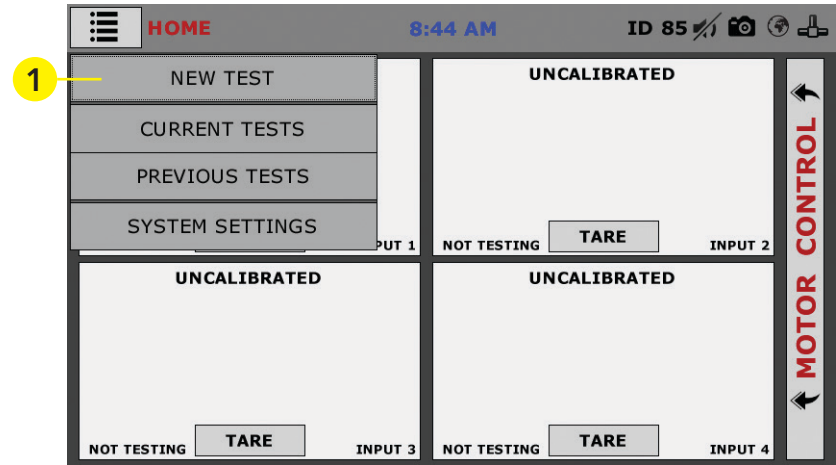 HOME 8:44 AM ID 85
1 NEW TEST
CURRENT TESTS
PREVIOUS TESTS
SYSTEM SETTINGS
PUT 1
UNCALIBRATED
NOT TESTING TARE INPUT 2
UNCALIBRATED
NOT TESTING TARE INPUT 3
UNCALIBRATED
NOT TESTING TARE INPUT 4
MOTOR CONTROL